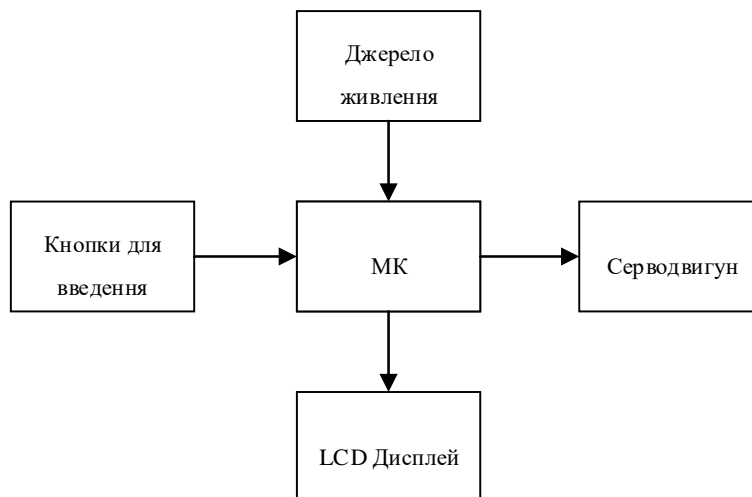 Джерело
живлення
Кнопки для
введення
МК
Серводвигун
LCD Дисплей